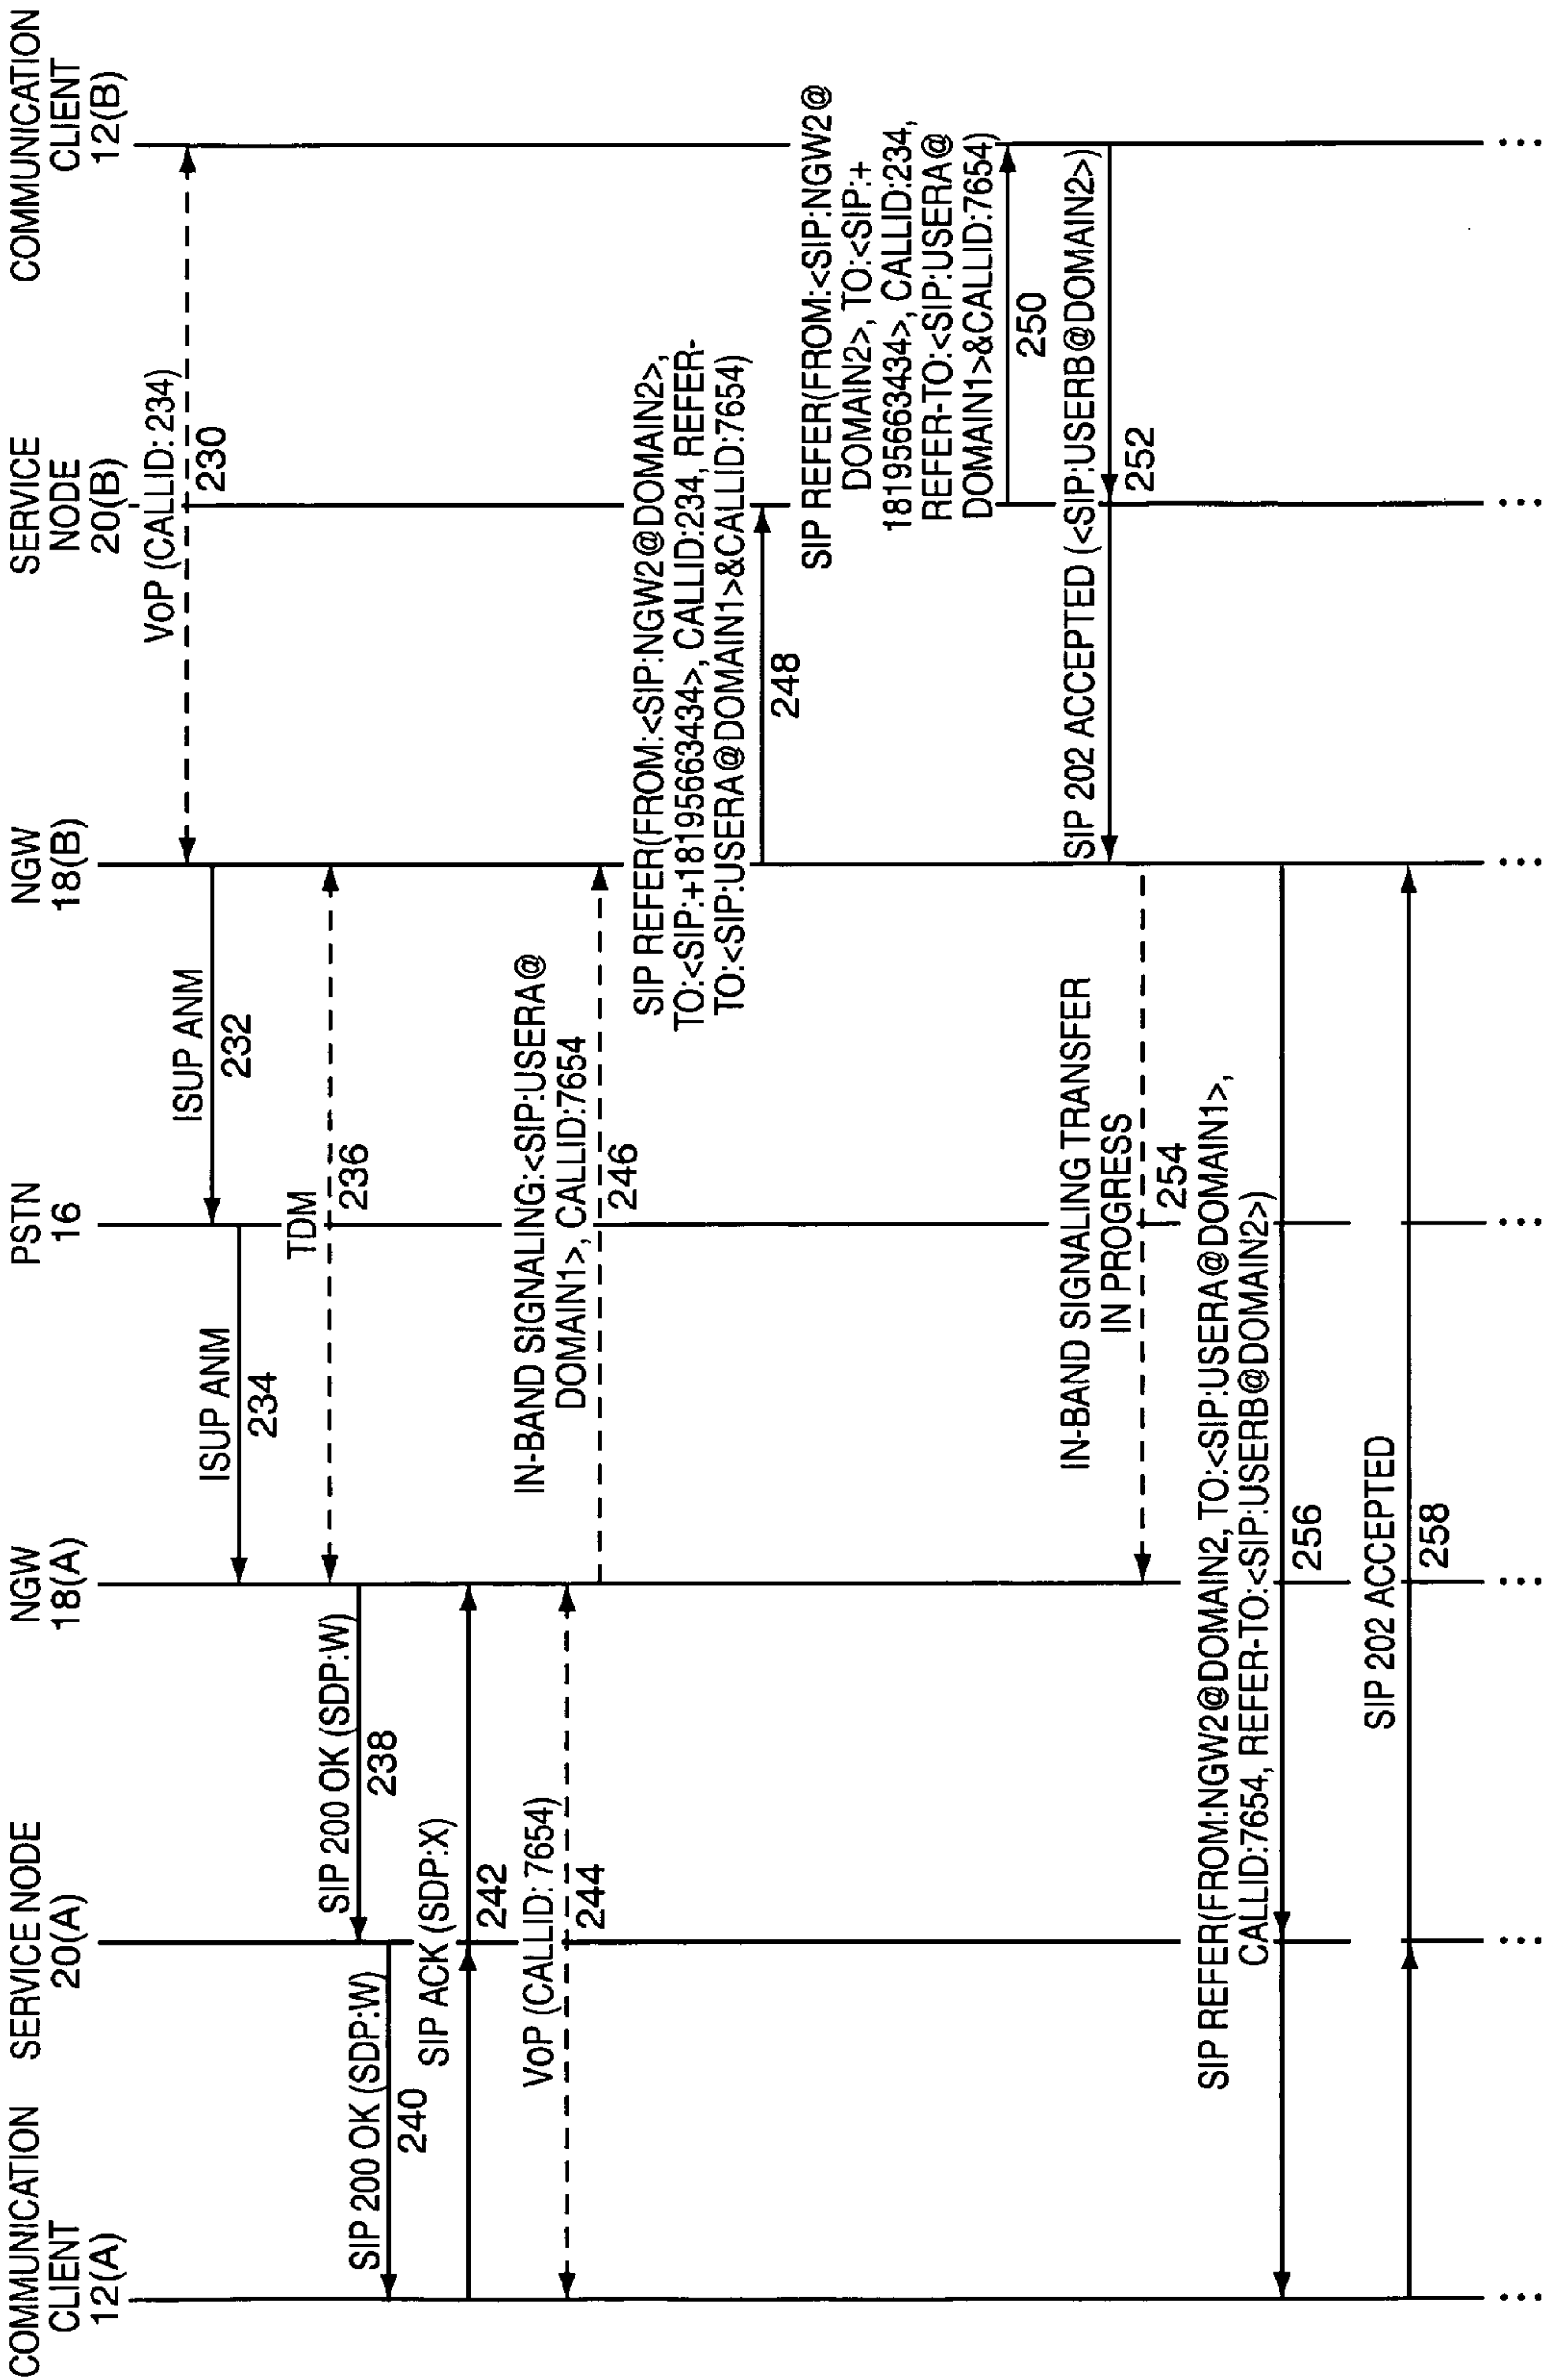 COMMUNICATION
CLIENT
12(A)
SERVICE NODE
20(A)
NGW
18(A)
PSTN
16
NGW
18(B)
SERVICE
NODE
20(B)
COMMUNICATION
CLIENT
12(B)
VoP (CALLID: 234)
230
ISUP ANM
232
ISUP ANM
234
TDM
236
SIP 200 OK (SDP:W)
238
SIP 200 OK (SDP:W)
240
SIP ACK (SDP:X)
242
VoP (CALLID: 7654)
244
IN-BAND SIGNALING:<SIP:USERA@
DOMAIN1>, CALLID:7654
246
SIP REFER(FROM:<SIP:NGW2@DOMAIN2>,
TO:<SIP:+18195663434>, CALLID:234, REFER-
TO:<SIP:USERA@DOMAIN1>&CALLID:7654)
248
SIP REFER(FROM:<SIP:NGW2@
DOMAIN2>, TO:<SIP:+
18195663434>, CALLID:234,
REFER-TO:<SIP:USERA@
DOMAIN1>&CALLID:7654)
250
SIP 202 ACCEPTED (<SIP:USERB@DOMAIN2>)
252
IN-BAND SIGNALING TRANSFER
IN PROGRESS
254
SIP REFER(FROM:NGW2@DOMAIN2, TO:<SIP:USERA@DOMAIN1>,
CALLID:7654, REFER-TO:<SIP:USERB@DOMAIN2>)
256
SIP 202 ACCEPTED
258